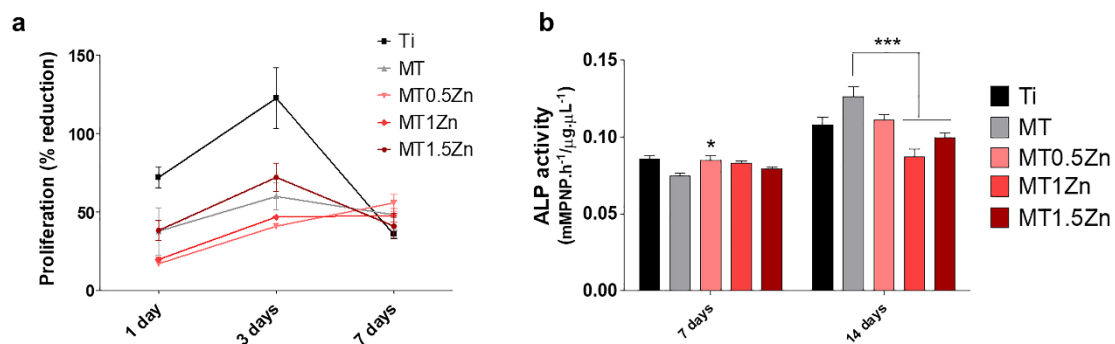 a
Proliferation (% reduction)
150
100
50
0
1 day
3 days
7 days
Ti
MT
MT0.5Zn
MT1Zn
MT1.5Zn
b
ALP activity
(mMPNP.h⁻¹/µg.µL⁻¹)
0.15
0.10
0.05
0.00
*
***
7 days
14 days
Ti
MT
MT0.5Zn
MT1Zn
MT1.5Zn